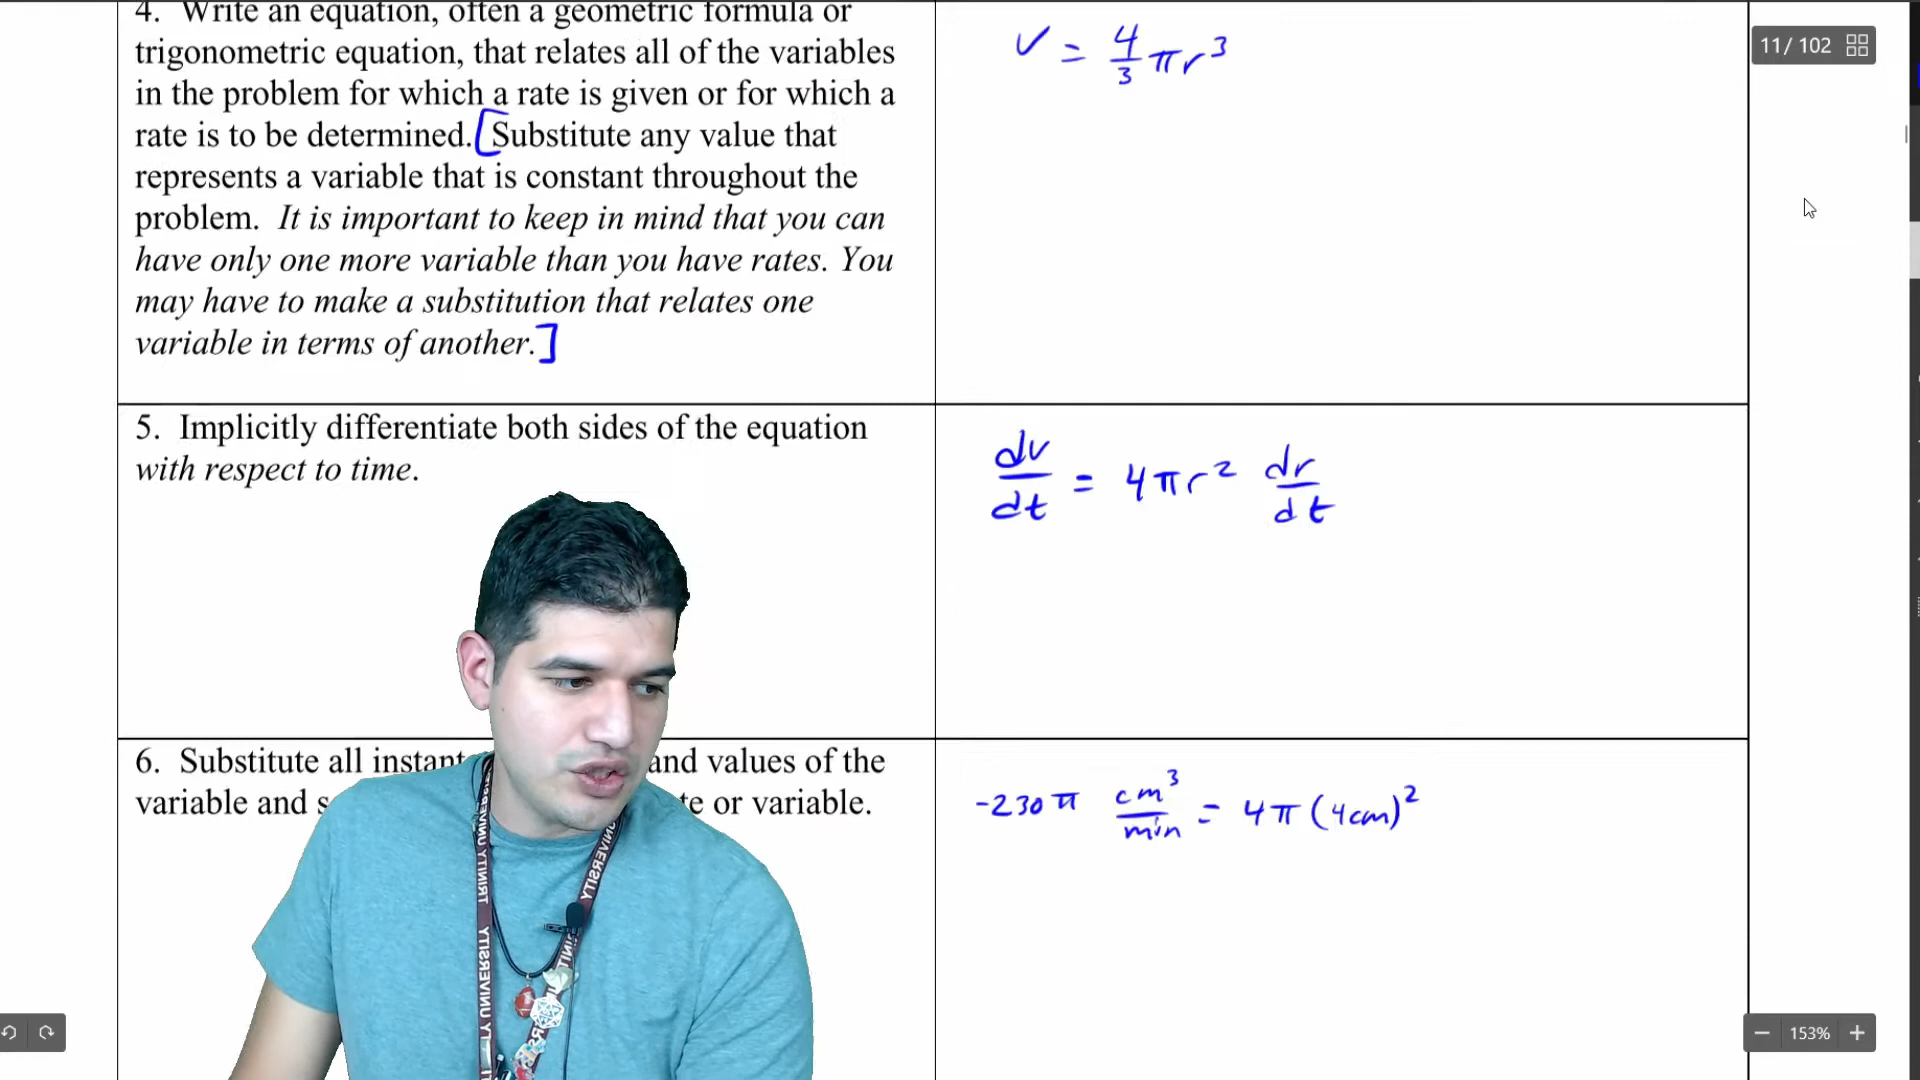 4. Write an equation, often a geometric formula or
trigonometric equation, that relates all of the variables
in the problem for which a rate is given or for which a
rate is to be determined. [Substitute any value that
represents a variable that is constant throughout the
problem. It is important to keep in mind that you can
have only one more variable than you have rates. You
may have to make a substitution that relates one
variable in terms of another.]
V = 4/3 πr³
11/ 102
5. Implicitly differentiate both sides of the equation
with respect to time.
dv/dt = 4πr² dr/dt
6. Substitute all instant and values of the
variable and s te or variable.
-230π cm³/min = 4π(4cm)²
TRINITY UNIVERSITY
UNIVERSITY
153%